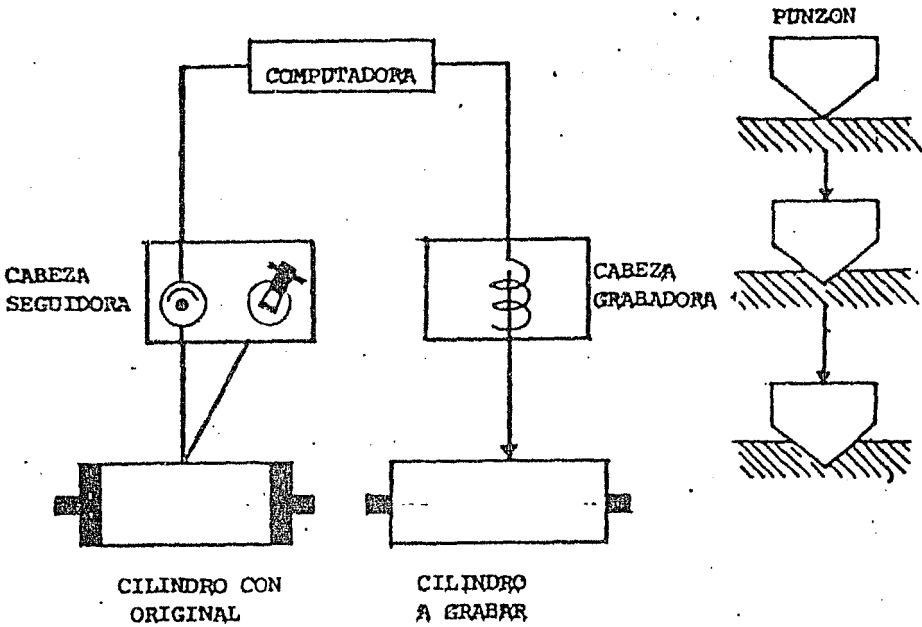 PUNZON
COMPUTADORA
CABEZA
SEGUIDORA
CABEZA
GRABADORA
CILINDRO CON
ORIGINAL
CILINDRO
A GRABAR